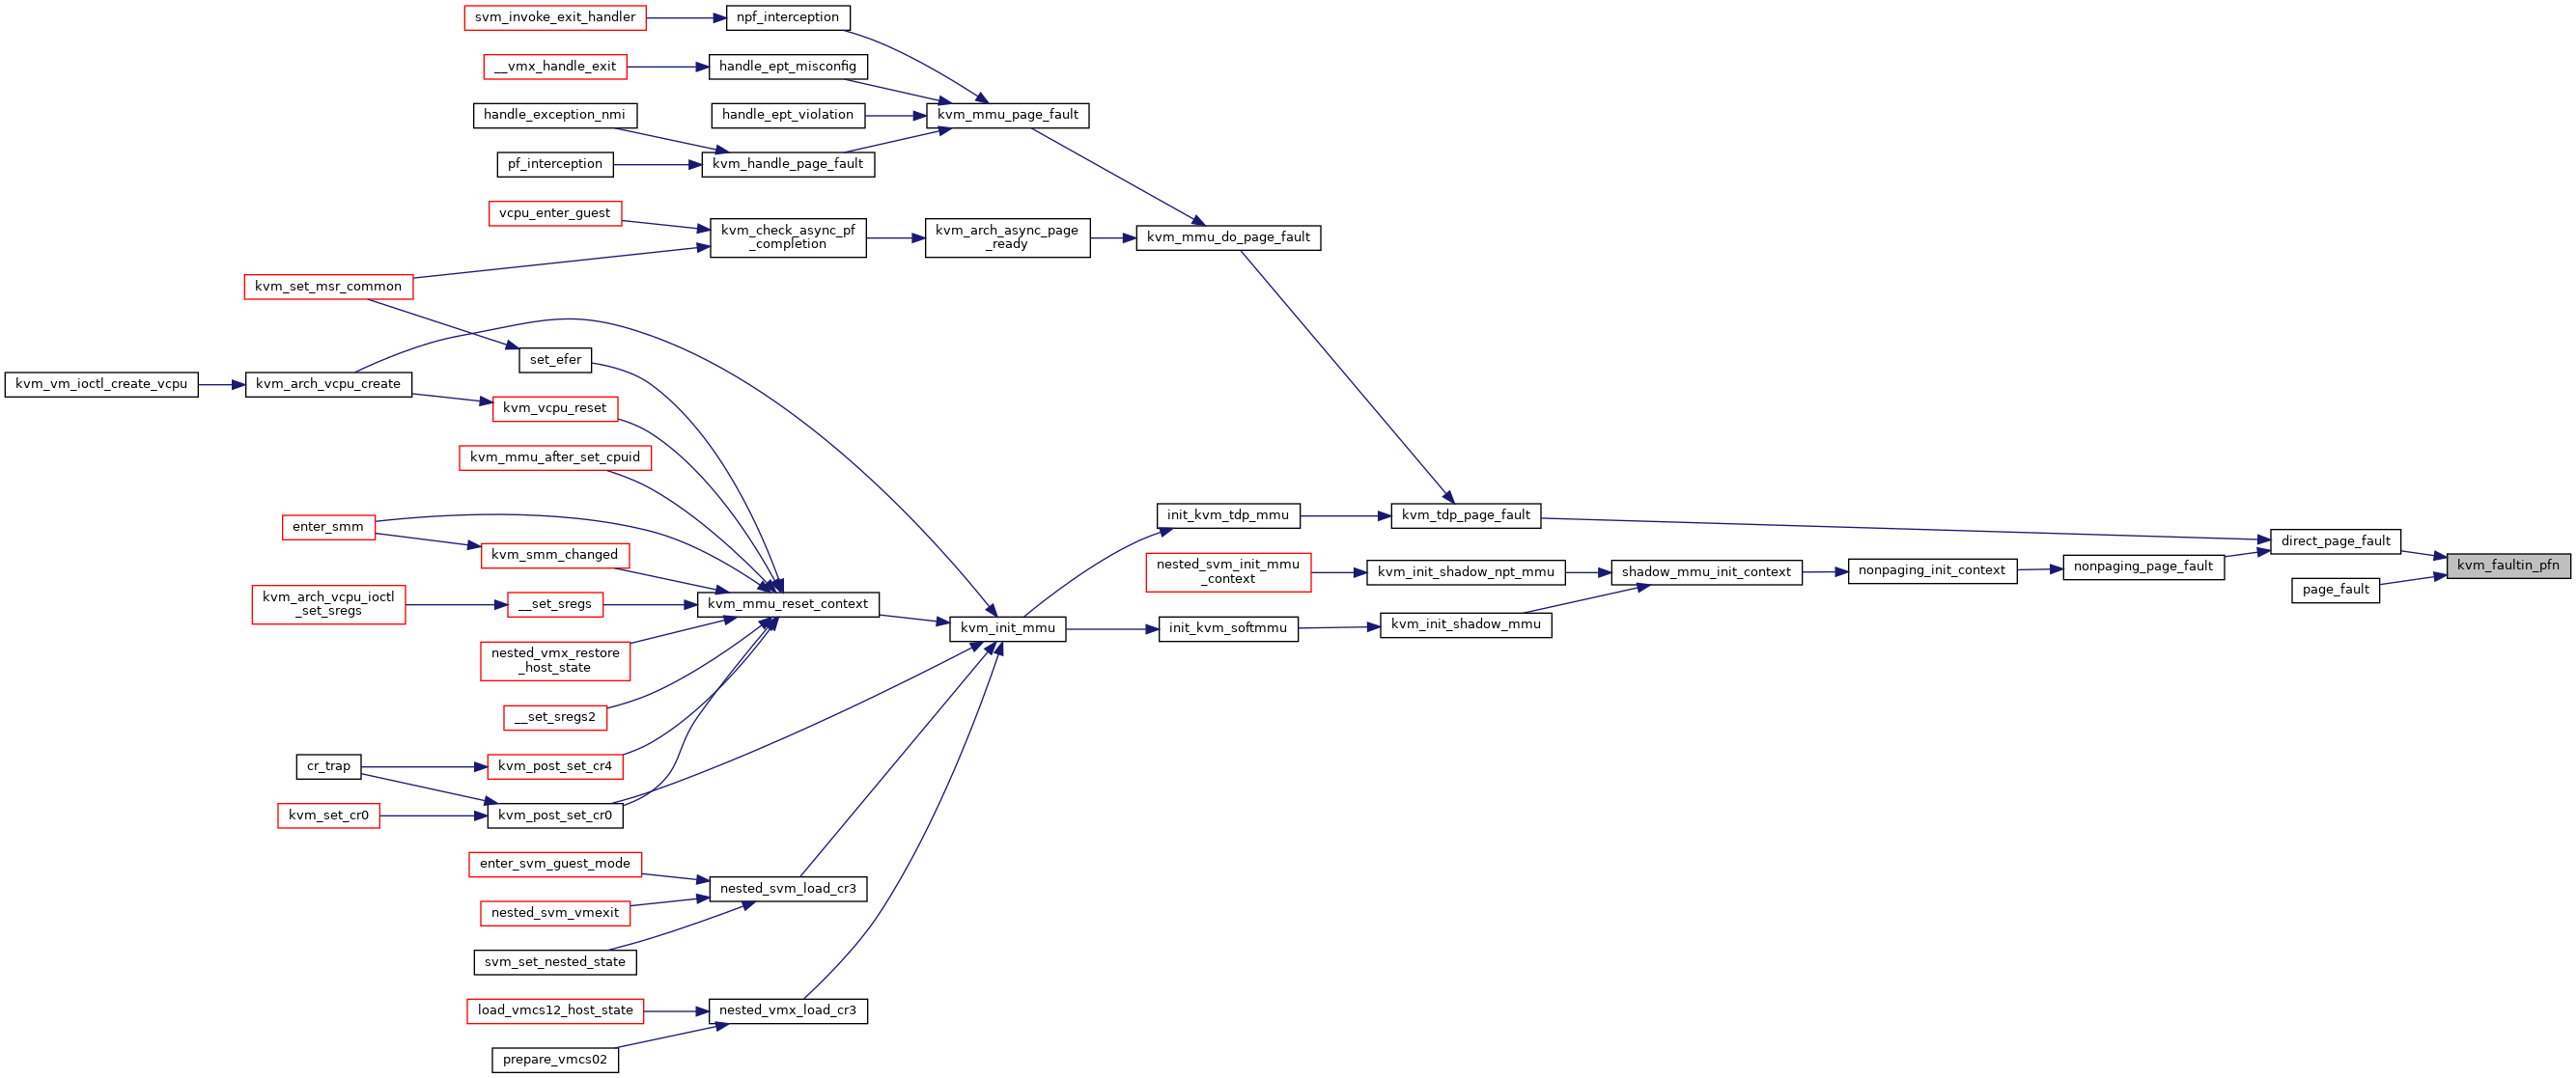 svm_invoke_exit_handler
npf_interception
__vmx_handle_exit
handle_ept_misconfig
handle_exception_nmi
handle_ept_violation
kvm_mmu_page_fault
pf_interception
kvm_handle_page_fault
vcpu_enter_guest
kvm_check_async_pf
_completion
kvm_arch_async_page
_ready
kvm_mmu_do_page_fault
kvm_set_msr_common
set_efer
kvm_vm_ioctl_create_vcpu
kvm_arch_vcpu_create
kvm_vcpu_reset
kvm_mmu_after_set_cpuid
enter_smm
kvm_smm_changed
init_kvm_tdp_mmu
kvm_tdp_page_fault
direct_page_fault
kvm_faultin_pfn
nested_svm_init_mmu
_context
kvm_init_shadow_npt_mmu
shadow_mmu_init_context
nonpaging_init_context
nonpaging_page_fault
page_fault
kvm_arch_vcpu_ioctl
_set_sregs
__set_sregs
kvm_mmu_reset_context
kvm_init_mmu
init_kvm_softmmu
kvm_init_shadow_mmu
nested_vmx_restore
_host_state
__set_sregs2
cr_trap
kvm_post_set_cr4
kvm_set_cr0
kvm_post_set_cr0
enter_svm_guest_mode
nested_svm_load_cr3
nested_svm_vmexit
svm_set_nested_state
load_vmcs12_host_state
nested_vmx_load_cr3
prepare_vmcs02